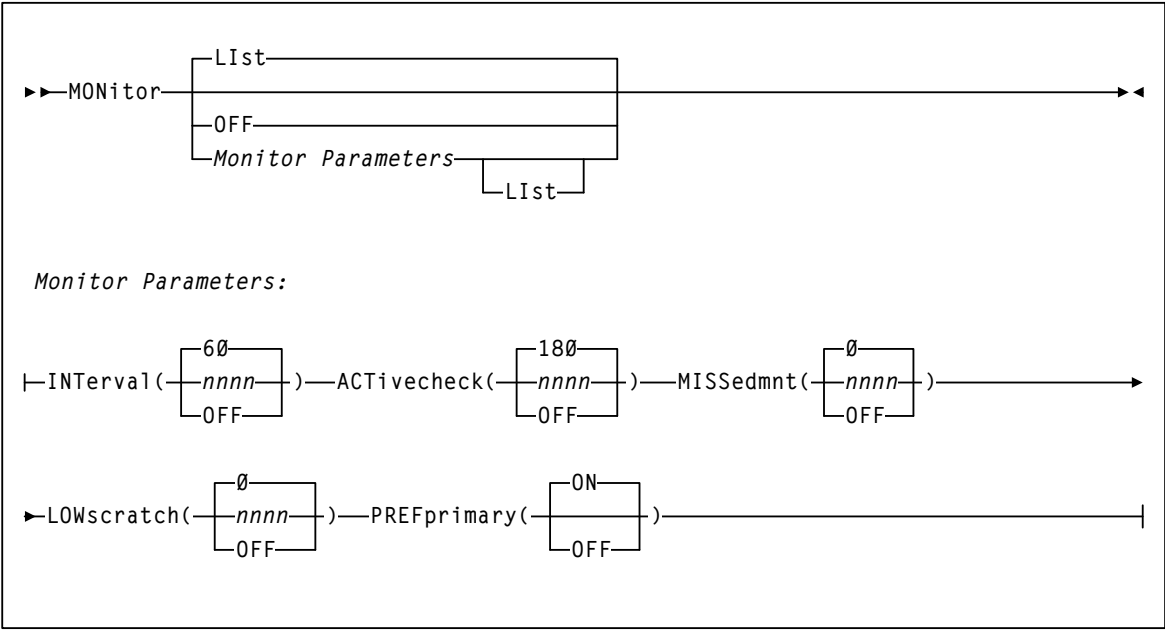 LIst
MONitor
OFF
Monitor Parameters
LIst
Monitor Parameters:
6Ø 18Ø Ø
INTerval( nnnn ) ACTivecheck( nnnn ) MISSedmnt( nnnn )
OFF OFF OFF
Ø ON
LOWscratch( nnnn ) PREFprimary( )
OFF OFF